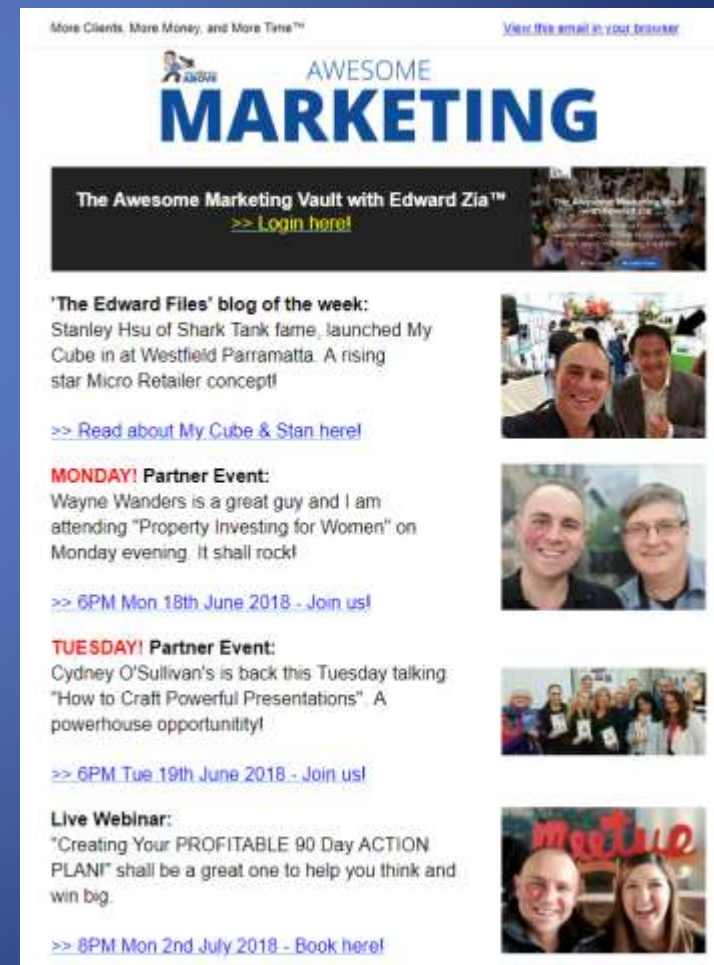 More Clients. More Money, and More Time™
View this email in your browser
ABOVE
AWESOME
MARKETING
The Awesome Marketing Vault with Edward Zia™
>> Login here!
The Awesome Marketing Vault
'The Edward Files' blog of the week:
Stanley Hsu of Shark Tank fame, launched My
Cube in at Westfield Parramatta. A rising
star Micro Retailer concept!
>> Read about My Cube & Stan here!
MONDAY! Partner Event:
Wayne Wanders is a great guy and I am
attending "Property Investing for Women" on
Monday evening. It shall rock!
>> 6PM Mon 18th June 2018 - Join us!
TUESDAY! Partner Event:
Cydney O'Sullivan's is back this Tuesday talking
"How to Craft Powerful Presentations". A
powerhouse opportunitity!
>> 6PM Tue 19th June 2018 - Join us!
Live Webinar:
"Creating Your PROFITABLE 90 Day ACTION
PLAN!" shall be a great one to help you think and
win big.
meetup
>> 8PM Mon 2nd July 2018 - Book here!